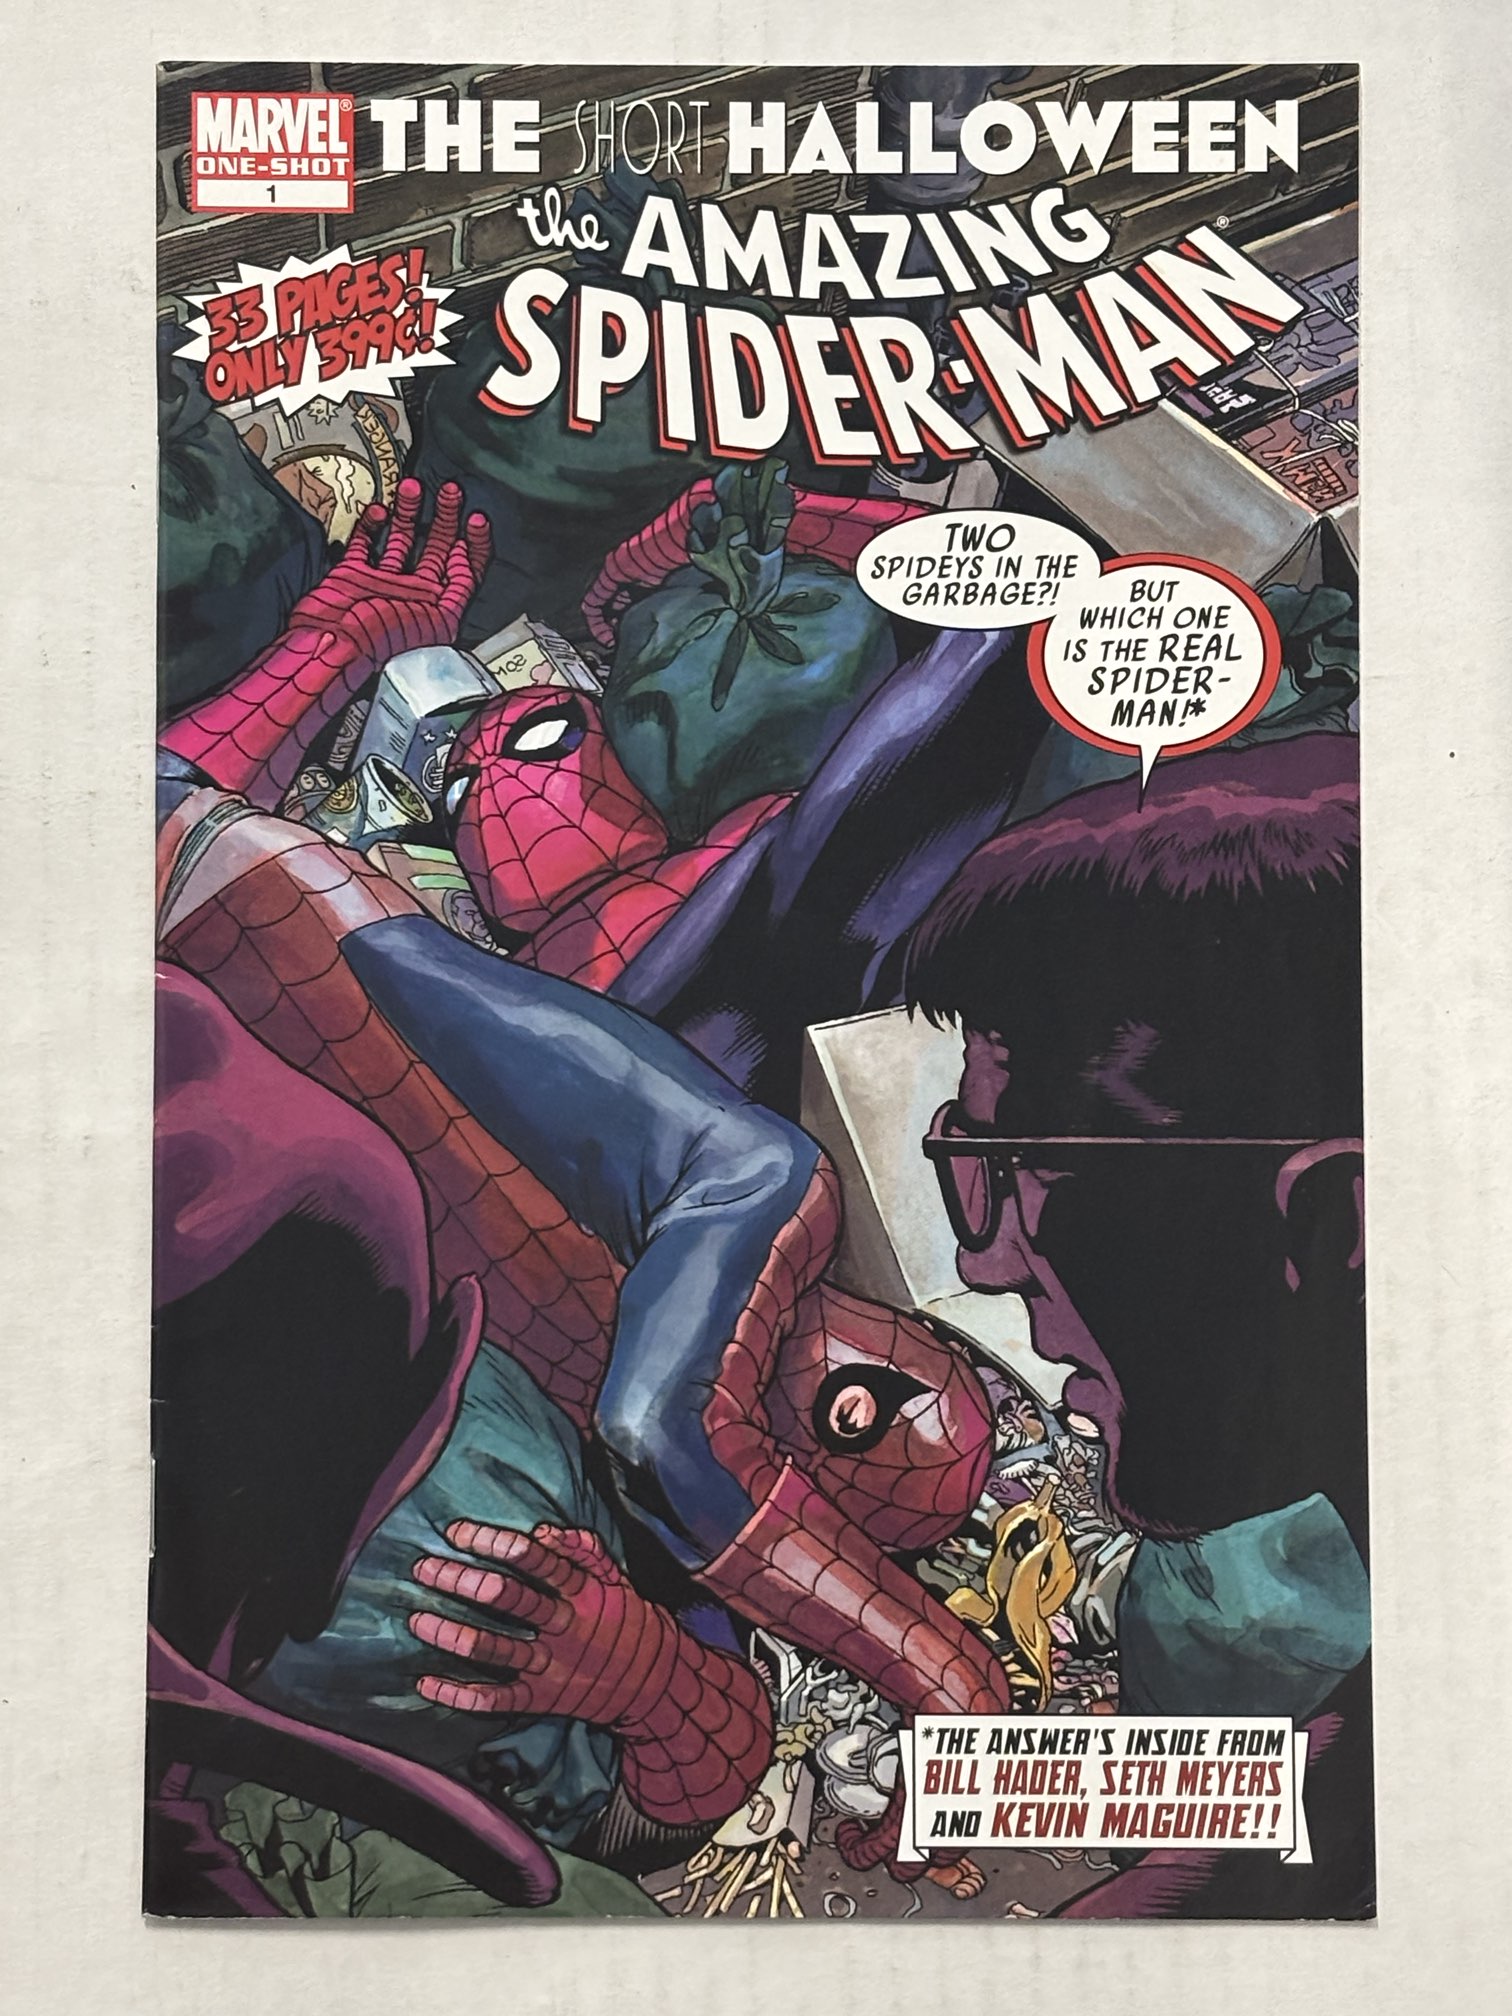 MARVEL®
ONE-SHOT
1
THE SHORT HALLOWEEN
the AMAZING
SPIDER-MAN®
33 PAGES!
ONLY 399¢!
TWO
SPIDEYS IN THE
GARBAGE?!
BUT
WHICH ONE
IS THE REAL
SPIDER-
MAN!*
*THE ANSWER'S INSIDE FROM
BILL HADER, SETH MEYERS
AND KEVIN MAGUIRE!!